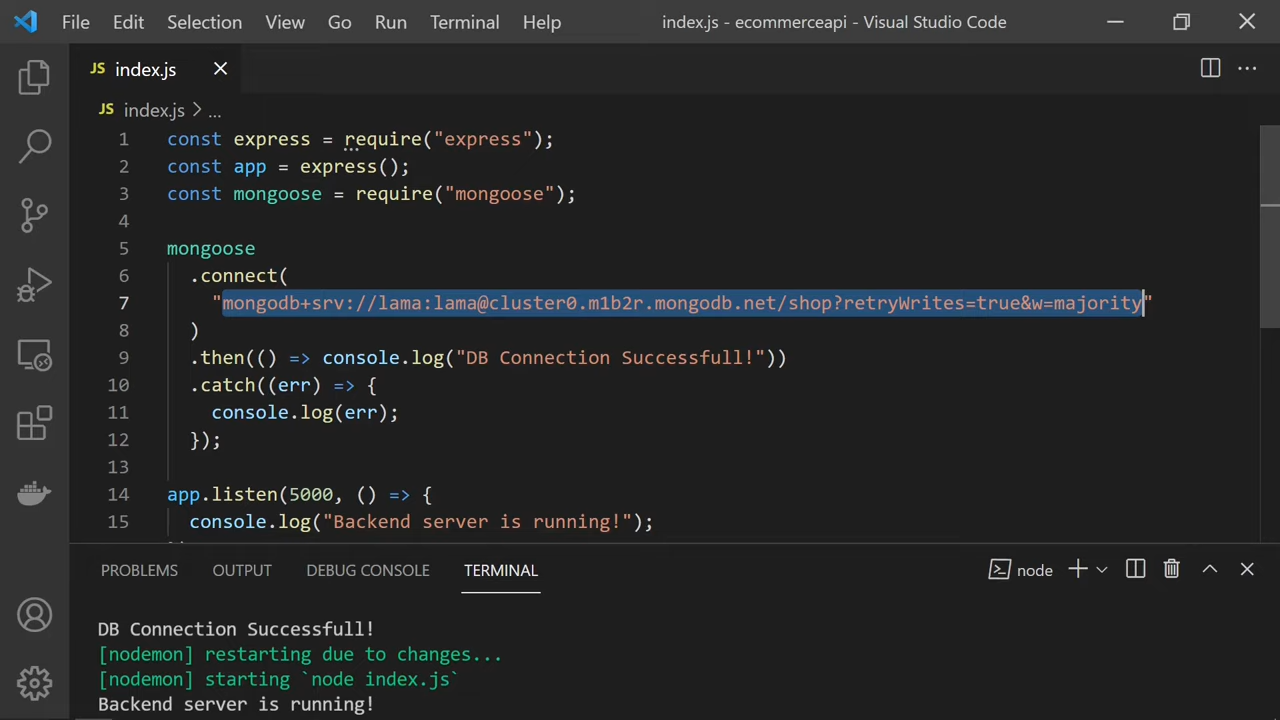 File Edit Selection View Go Run Terminal Help index.js - ecommerceapi - Visual Studio Code
JS index.js
JS index.js > ...
1 const express = require("express");
2 const app = express();
3 const mongoose = require("mongoose");
4
5 mongoose
6 .connect(
7 "mongodb+srv://lama:lama@cluster0.m1b2r.mongodb.net/shop?retryWrites=true&w=majority"
8 )
9 .then(() => console.log("DB Connection Successfull!"))
10 .catch((err) => {
11 console.log(err);
12 });
13
14 app.listen(5000, () => {
15 console.log("Backend server is running!");
PROBLEMS OUTPUT DEBUG CONSOLE TERMINAL node
DB Connection Successfull!
[nodemon] restarting due to changes...
[nodemon] starting `node index.js`
Backend server is running!